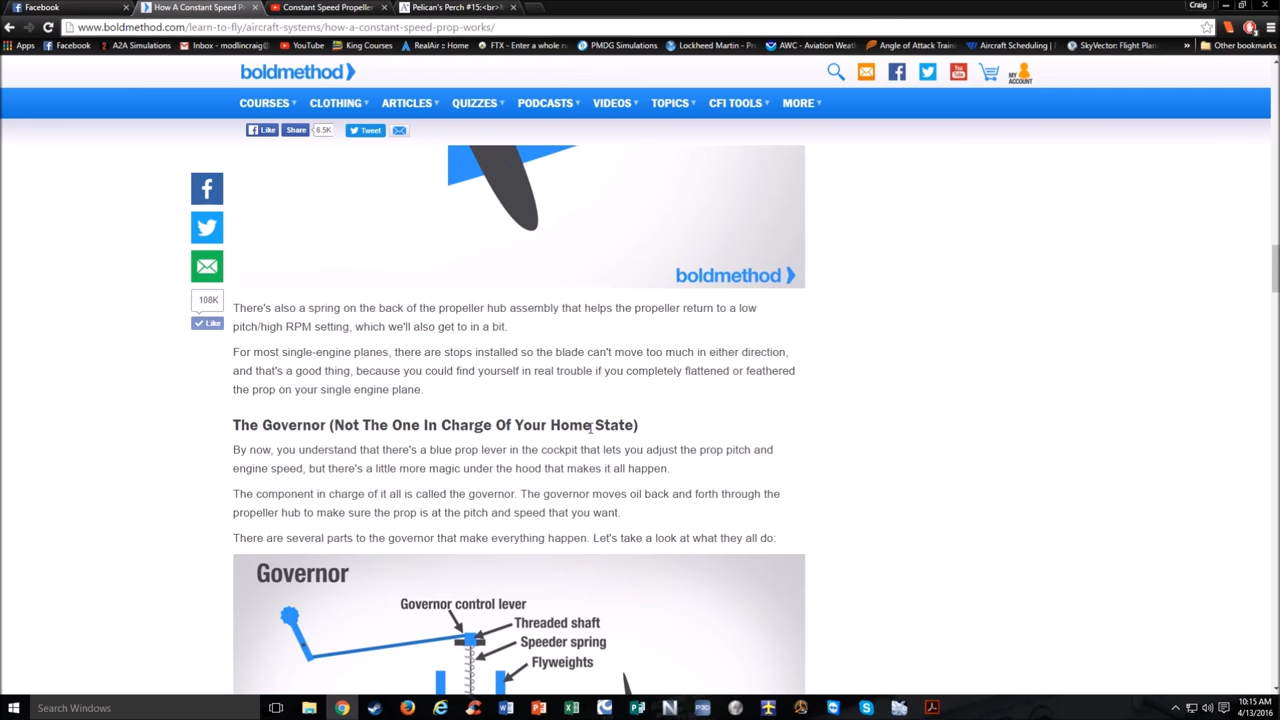 Facebook
How A Constant Speed P
Constant Speed Propeller
Pelican's Perch #15:<br>M
Craig
www.boldmethod.com/learn-to-fly/aircraft-systems/how-a-constant-speed-prop-works/
Apps
Facebook
A2A Simulations
Inbox - modlincraig@
YouTube
King Courses
RealAir :: Home
FTX - Enter a whole n
PMDG Simulations
Lockheed Martin - Pr
AWC - Aviation Weat
Angle of Attack Train
Aircraft Scheduling |
SkyVector: Flight Plan
»
Other bookmarks
boldmethod
You Tube
MY ACCOUNT
COURSES CLOTHING ARTICLES QUIZZES PODCASTS VIDEOS TOPICS CFI TOOLS MORE
Like Share 6.5K Tweet
boldmethod
108K
Like
There's also a spring on the back of the propeller hub assembly that helps the propeller return to a low
pitch/high RPM setting, which we'll also get to in a bit.
For most single-engine planes, there are stops installed so the blade can't move too much in either direction,
and that's a good thing, because you could find yourself in real trouble if you completely flattened or feathered
the prop on your single engine plane.
The Governor (Not The One In Charge Of Your Home State)
By now, you understand that there's a blue prop lever in the cockpit that lets you adjust the prop pitch and
engine speed, but there's a little more magic under the hood that makes it all happen.
The component in charge of it all is called the governor. The governor moves oil back and forth through the
propeller hub to make sure the prop is at the pitch and speed that you want.
There are several parts to the governor that make everything happen. Let's take a look at what they all do:
Governor
Governor control lever
Threaded shaft
Speeder spring
Flyweights
Search Windows
10:15 AM
4/13/2016